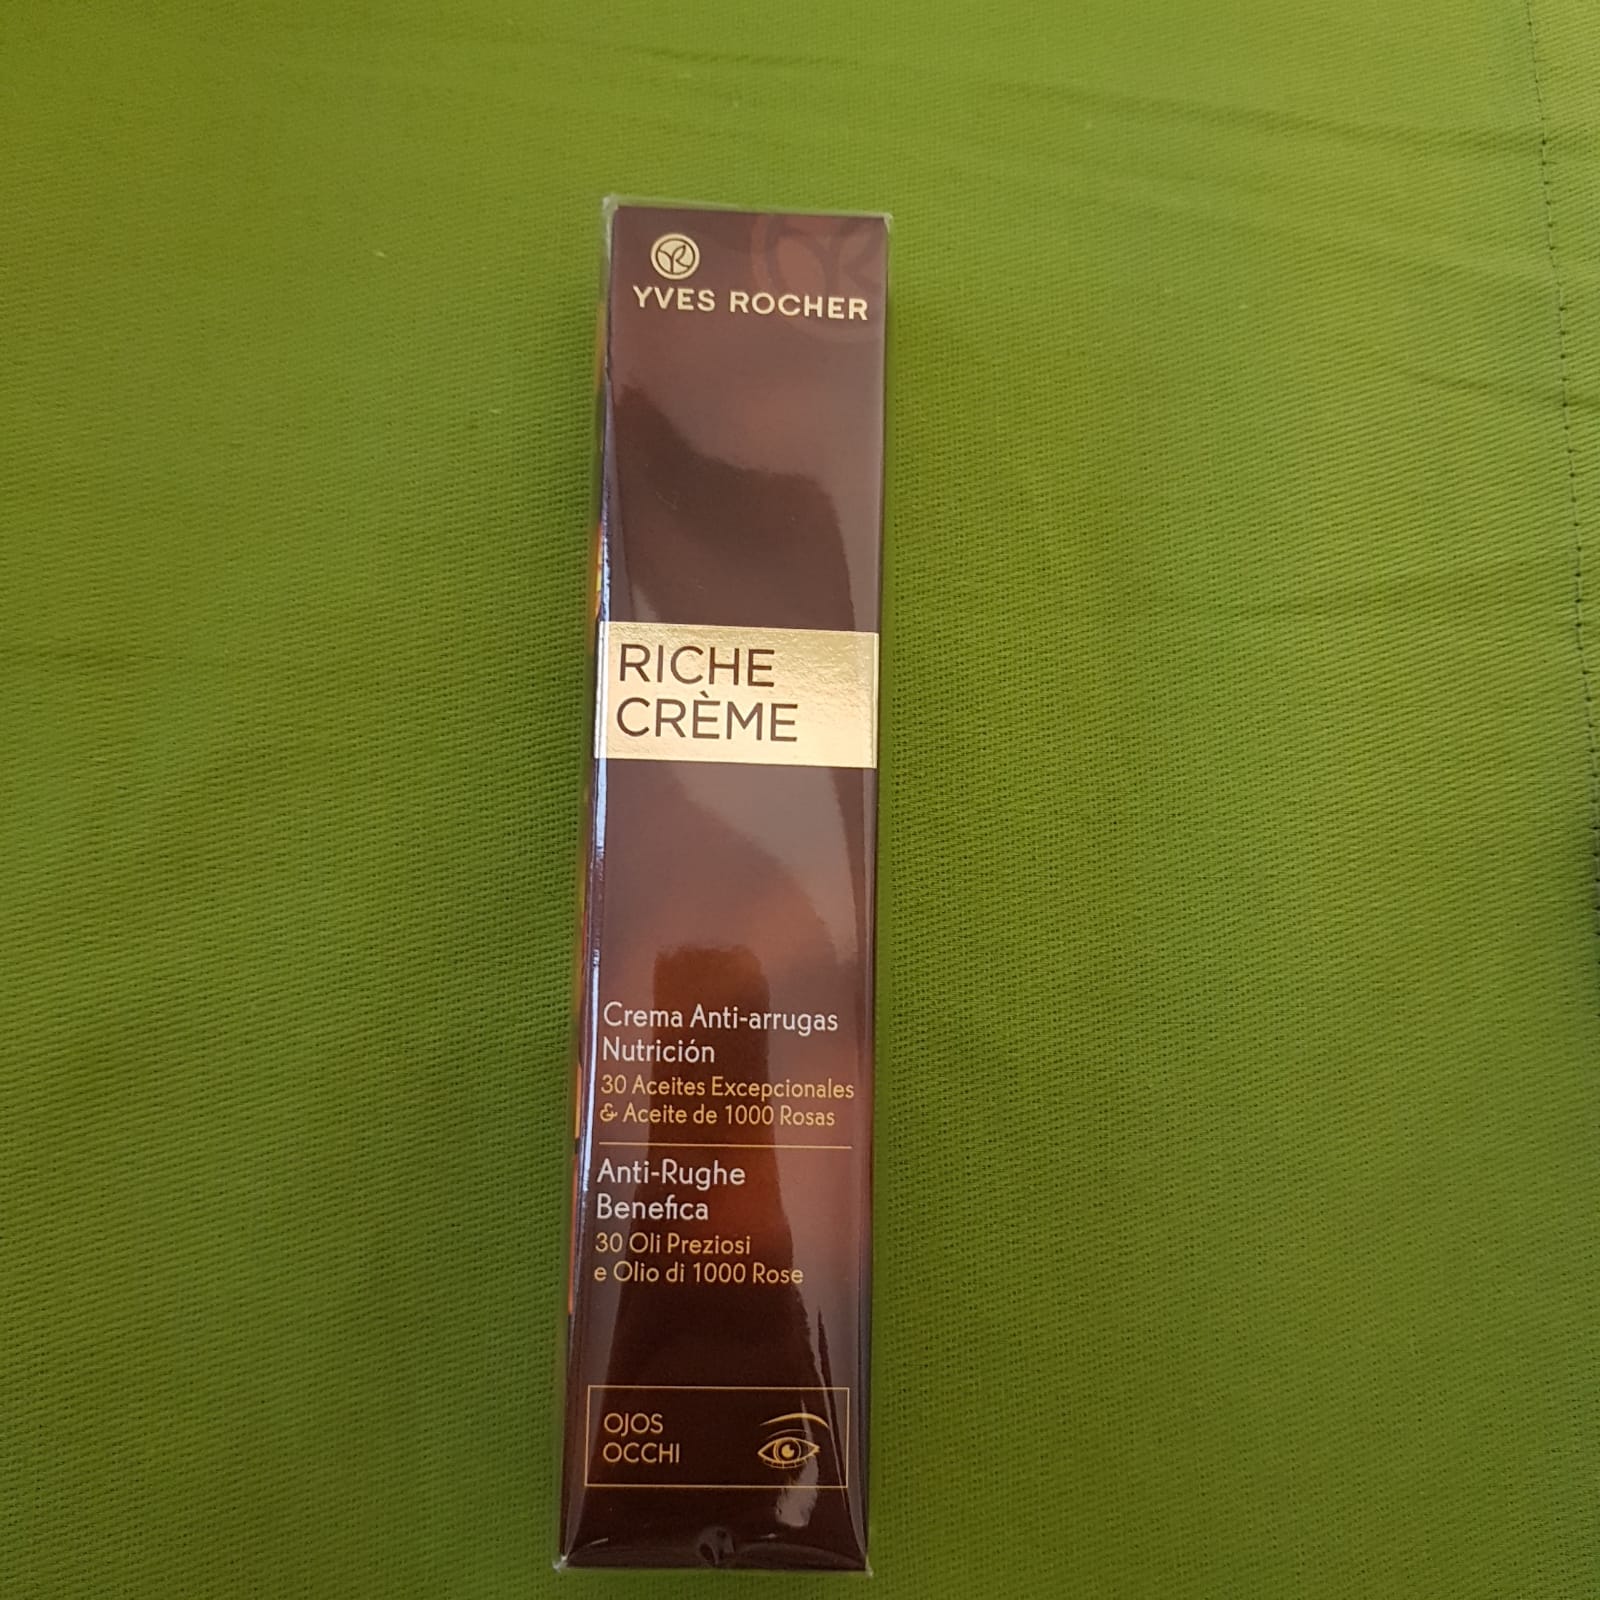 YVES ROCHER
RICHE
CRÈME
Crema Anti-arrugas
Nutrición
30 Aceites Excepcionales
& Aceite de 1000 Rosas
Anti-Rughe
Benefica
30 Oli Preziosi
e Olio di 1000 Rose
OJOS
OCCHI